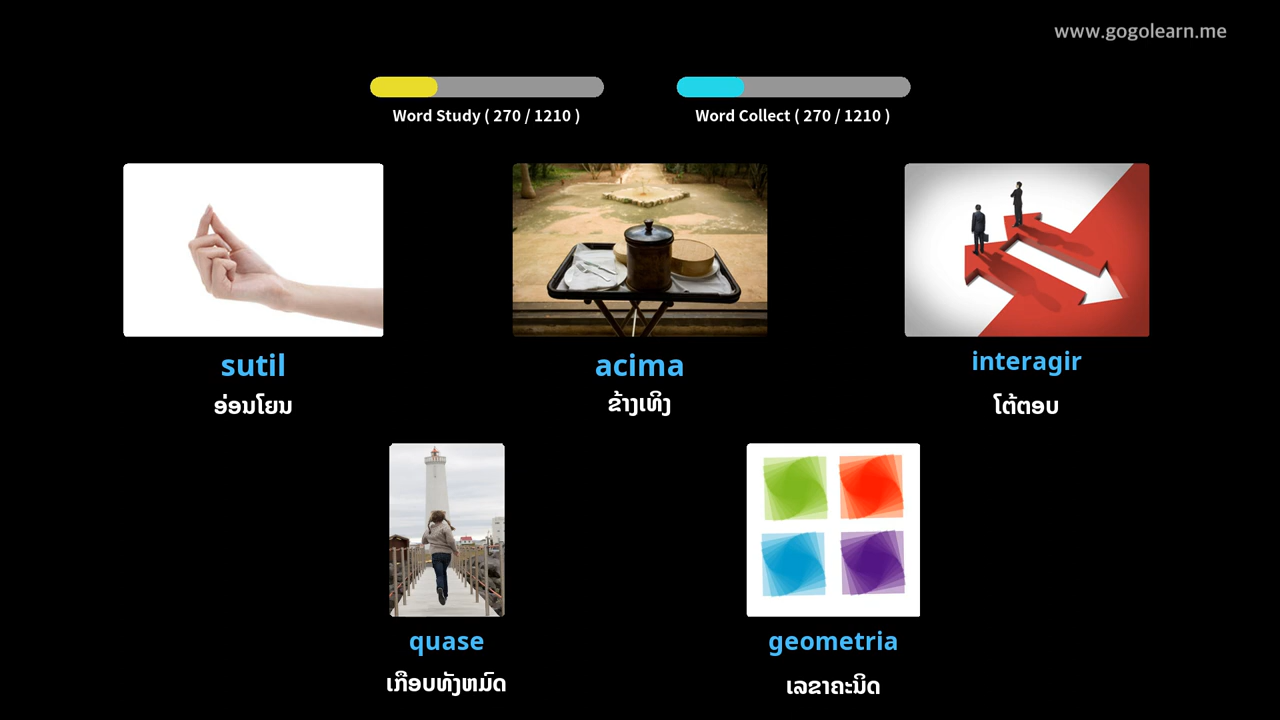 www.gogolearn.me
Word Study ( 270 / 1210 )
Word Collect ( 270 / 1210 )
sutil
ອ່ອນໂຍນ
acima
ຂ້າງເທິງ
interagir
ໂຕ້ຕອບ
quase
ເກືອບທັງຫມົດ
geometria
ເລຂາຄະນິດ